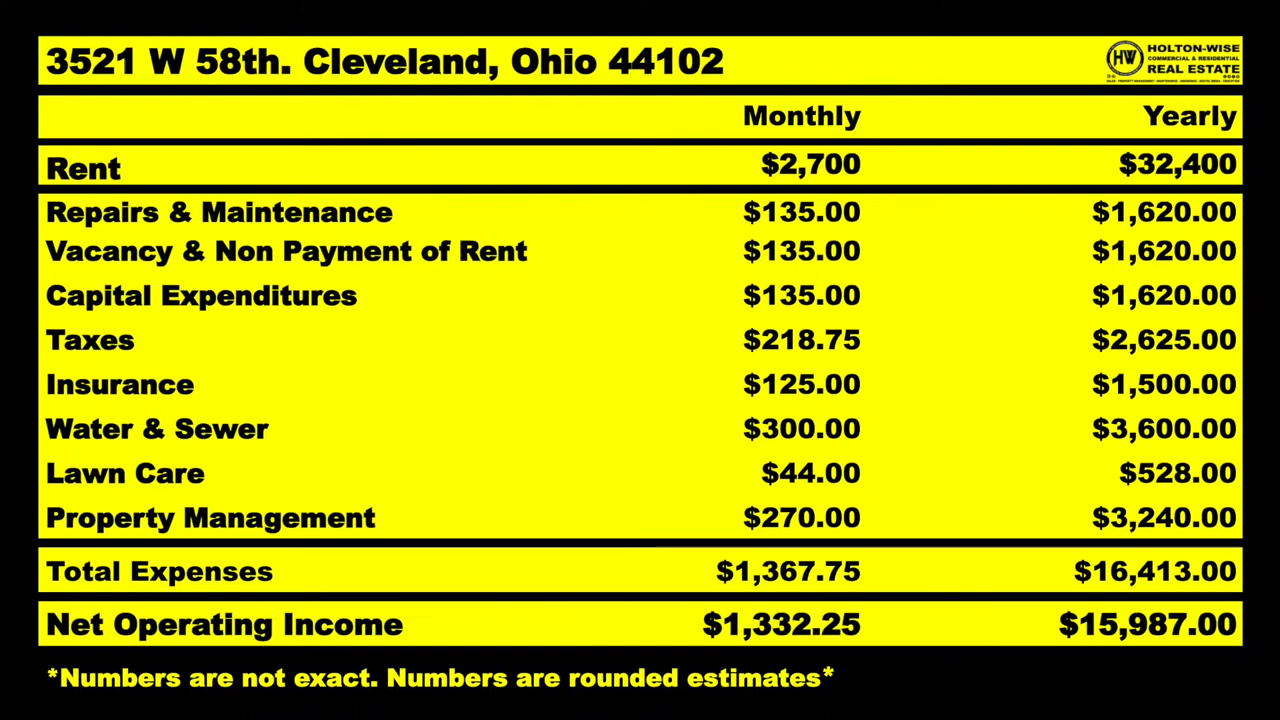 3521 W 58th. Cleveland, Ohio 44102
HW
HOLTON-WISE
COMMERCIAL & RESIDENTIAL
REAL ESTATE
Monthly Yearly
Rent $2,700 $32,400
Repairs & Maintenance $135.00 $1,620.00
Vacancy & Non Payment of Rent $135.00 $1,620.00
Capital Expenditures $135.00 $1,620.00
Taxes $218.75 $2,625.00
Insurance $125.00 $1,500.00
Water & Sewer $300.00 $3,600.00
Lawn Care $44.00 $528.00
Property Management $270.00 $3,240.00
Total Expenses $1,367.75 $16,413.00
Net Operating Income $1,332.25 $15,987.00
*Numbers are not exact. Numbers are rounded estimates*